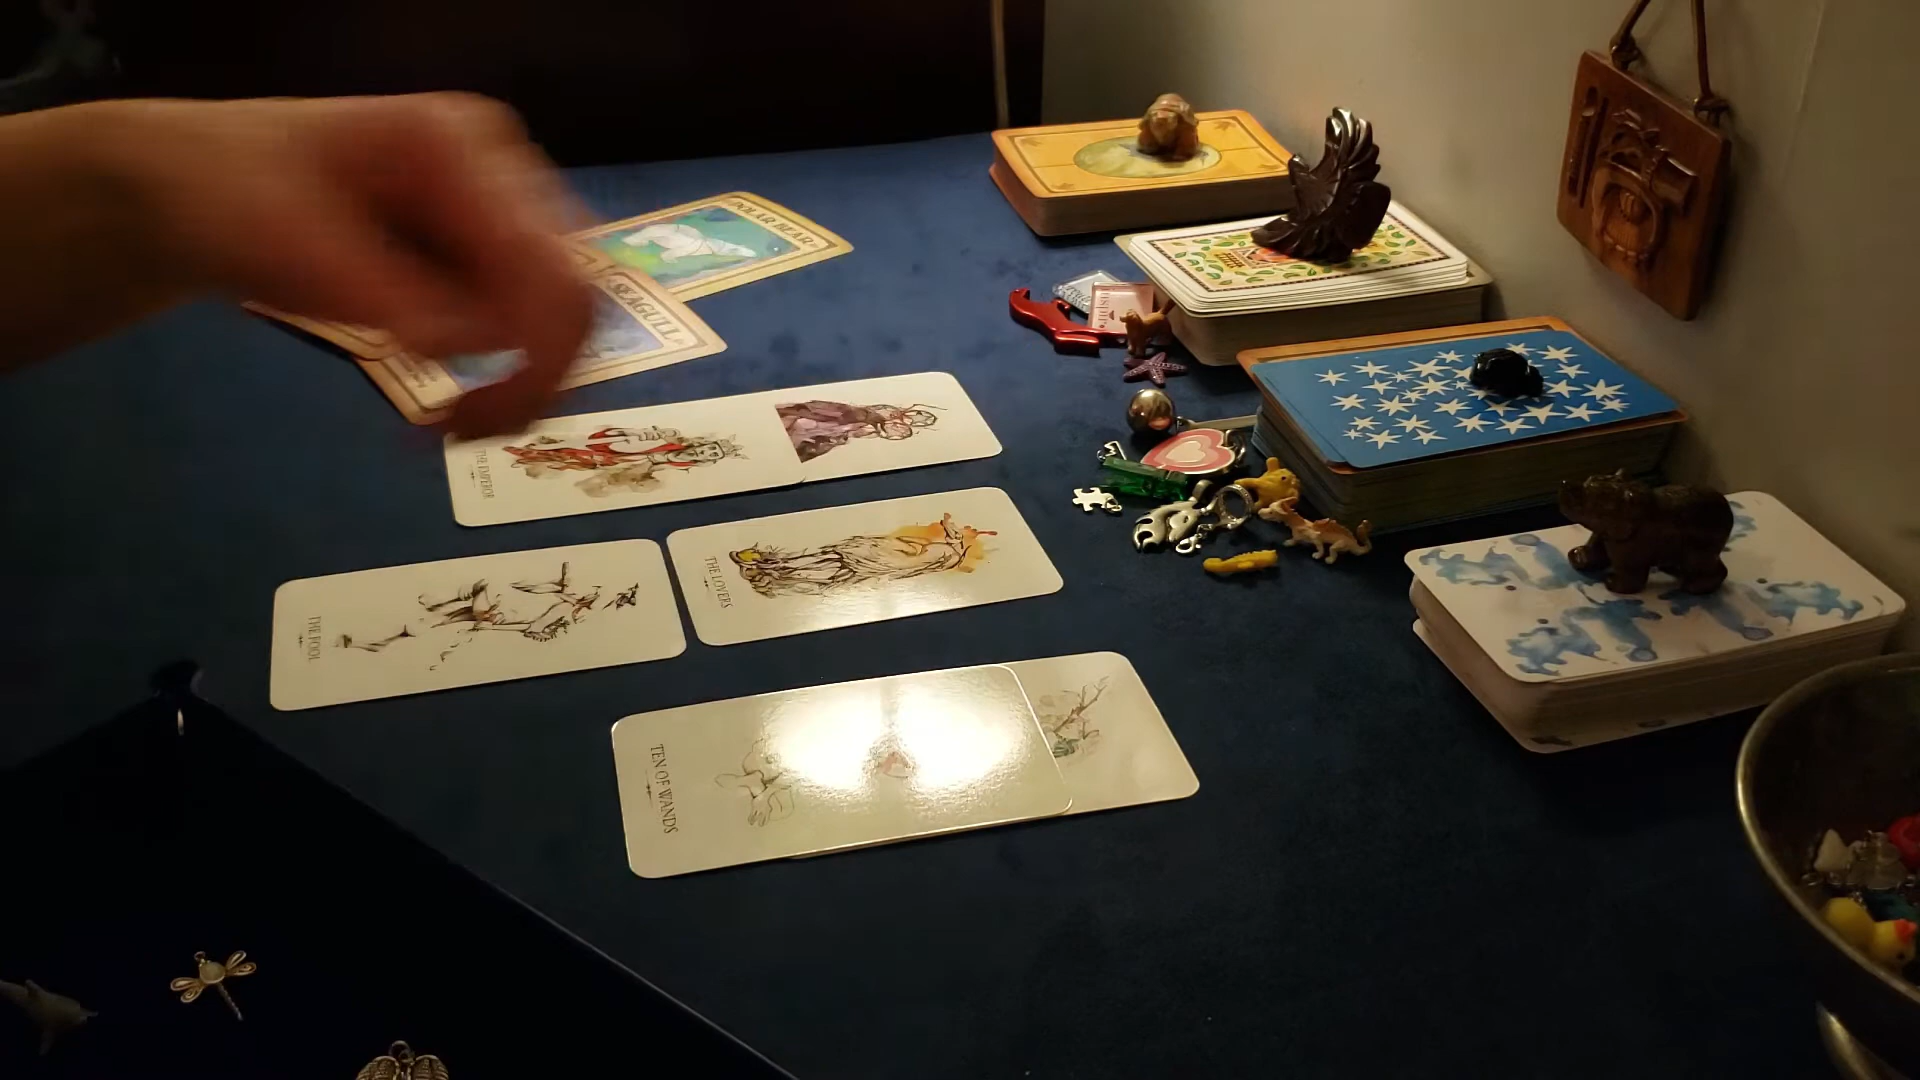 POLAR BEAR
SEAGULL
THE EMPEROR
THE LOVERS
THE FOOL
TEN OF WANDS